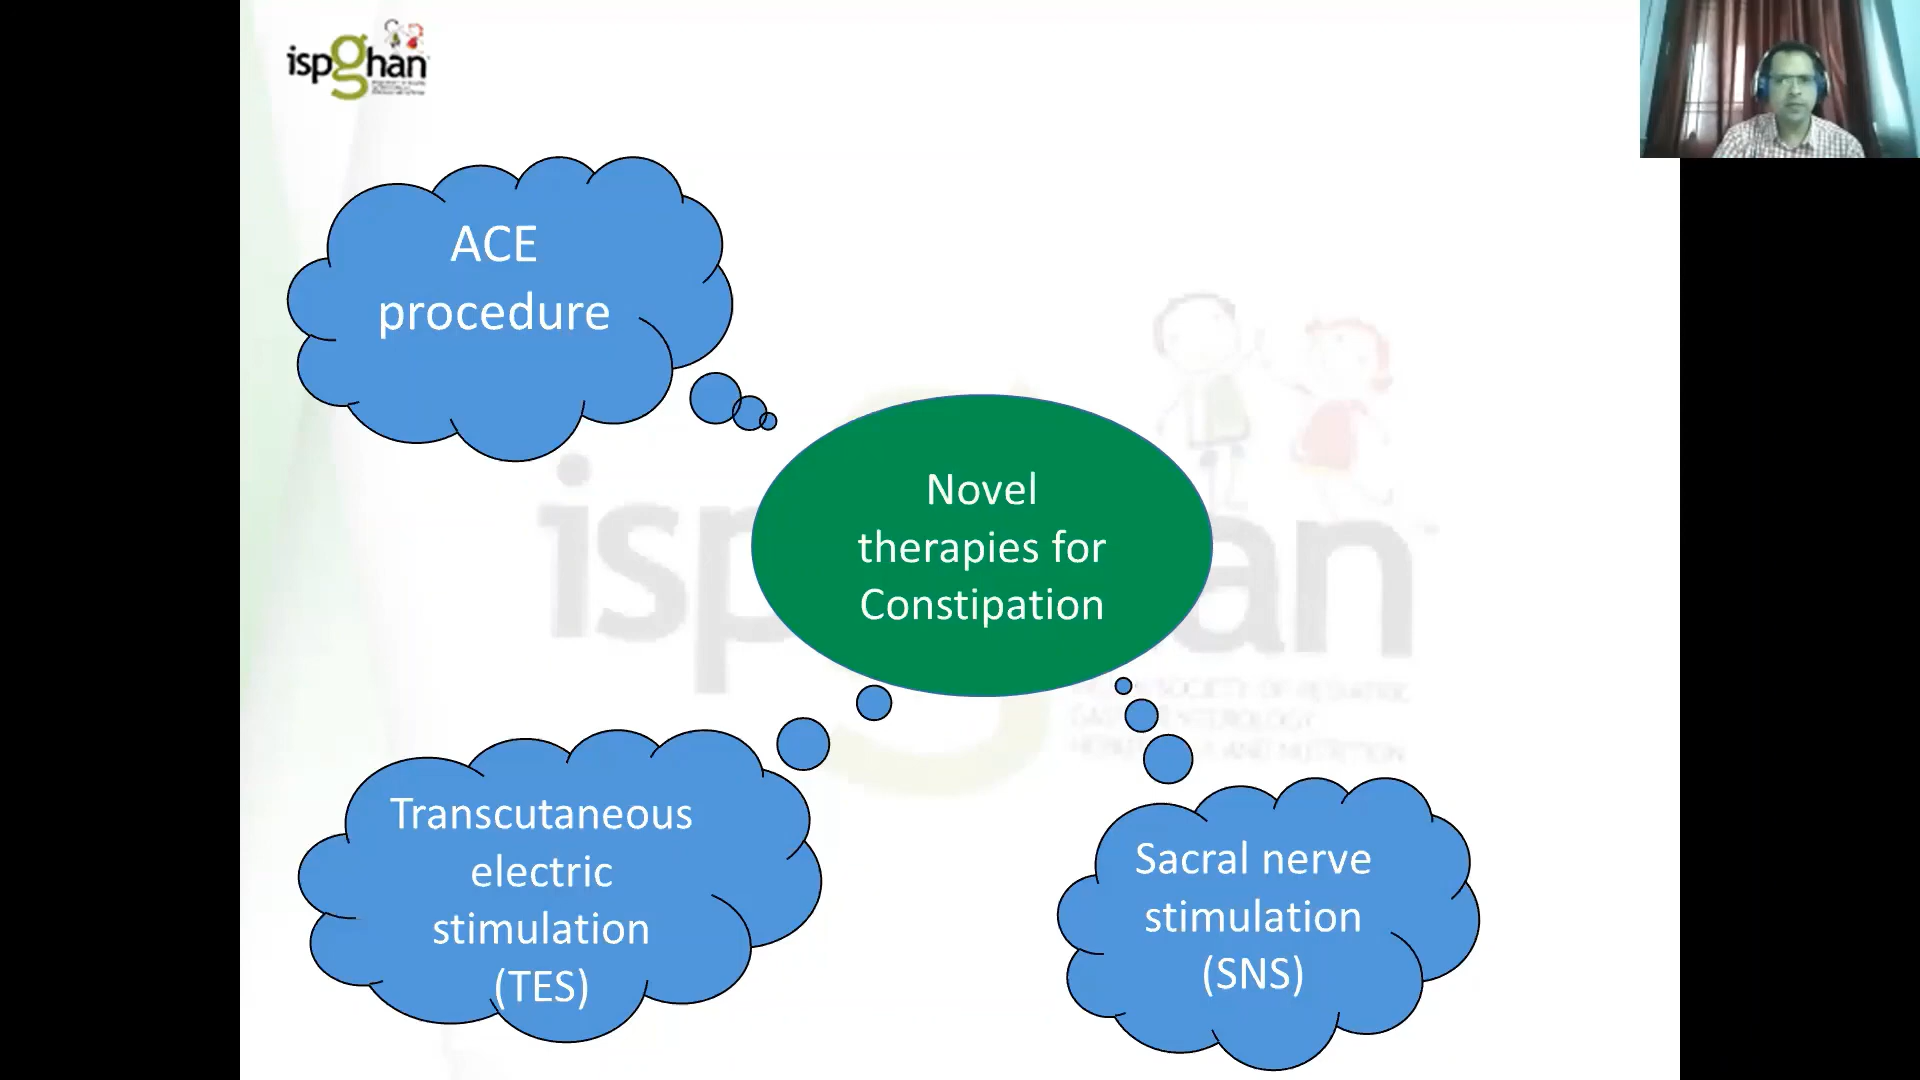 ispghan
ACE
procedure
Novel
therapies for
Constipation
Transcutaneous
electric
stimulation
(TES)
Sacral nerve
stimulation
(SNS)